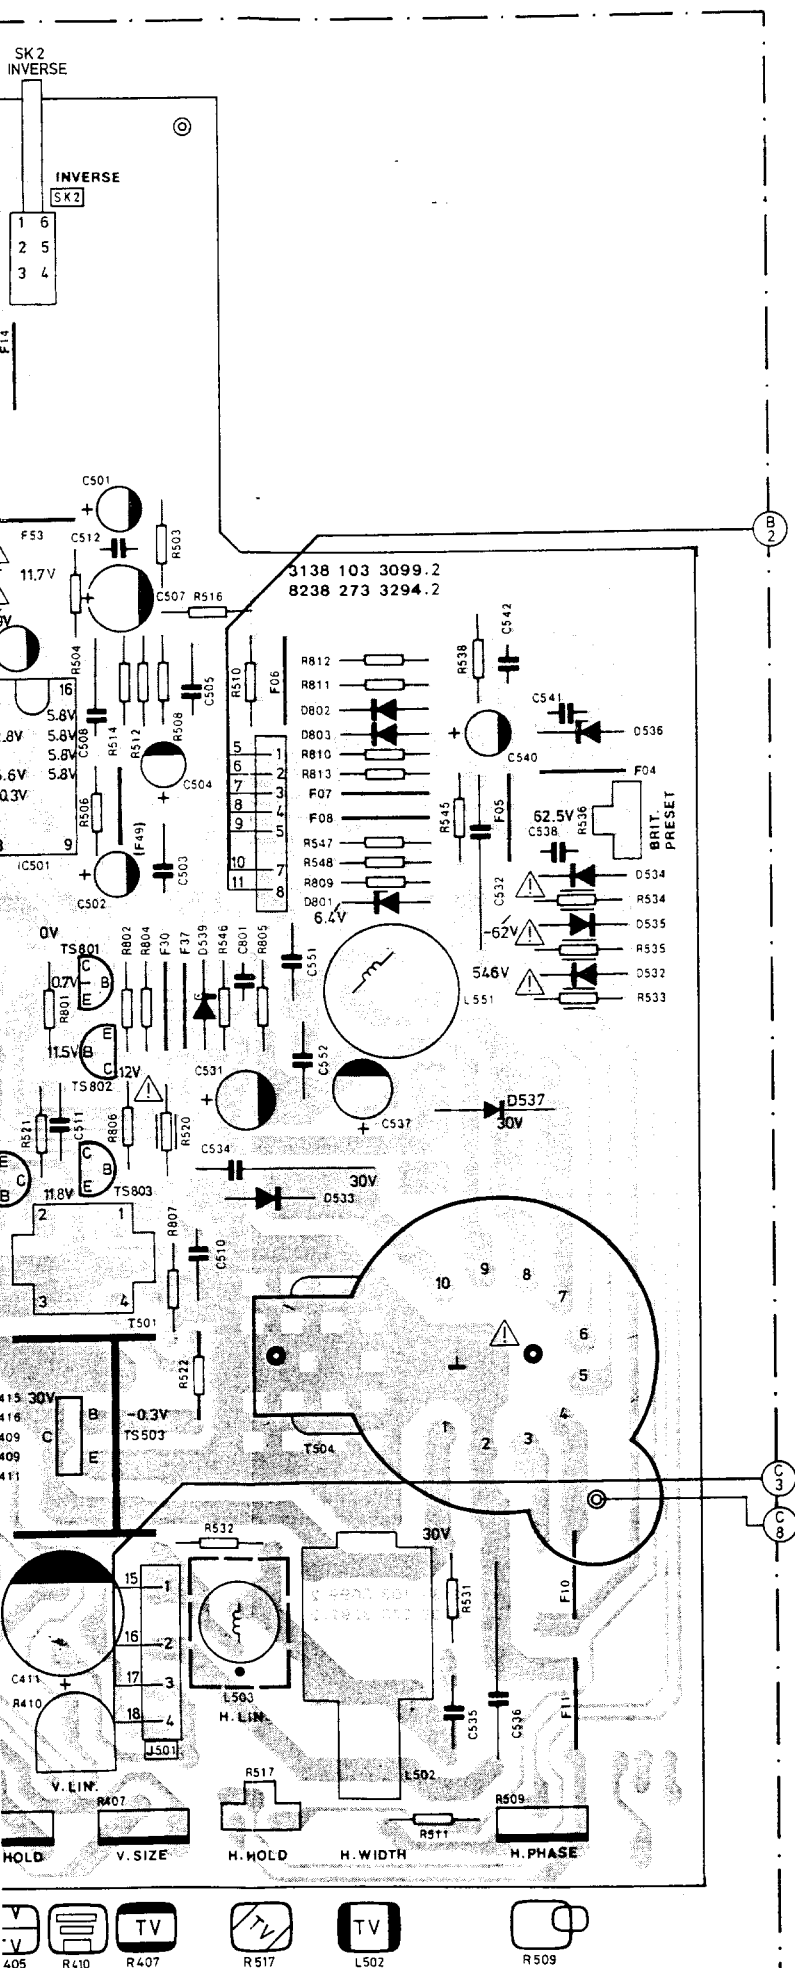 SK 2
INVERSE
INVERSE
SK2
1 6
2 5
3 4
F14
C501
F53
C512
R503
11.7V
C507
R516
3138 103 3099.2
8238 273 3294.2
B
2
R504
16
5.8V
5.8V
5.8V
5.8V
0.3V
C508
R514
R512
R508
C505
R510
F06
R812
R811
D802
D803
R810
R813
F07
F08
R547
R548
R809
D801
6.4V
R538
C542
C541
D536
C540
F04
R545
F05
62.5V
C538
R536
BRIT.
PRESET
C532
D534
R534
-62V
D535
R535
546V
D532
R533
5
6
7
8
9
10
11
1
2
3
4
5
7
8
C504
R506
(F49)
9
IC501
C502
C503
0V
TS801
R802
R804
F30
F37
D539
R546
C801
R805
C551
L551
C
B
E
0.7V
R801
11.5V
E
B
C
12V
TS802
C531
C552
C537
D537
30V
R521
C511
R806
R520
C534
30V
D533
C
B
E
11.8V
TS803
E
C
B
R807
C510
2 1
3 4
T501
R522
10
9
8
7
6
5
4
3
2
1
T504
415
416
409
409
411
30V
C
B
E
-0.3V
TS503
C
3
C
8
R532
30V
R531
F10
15
16
17
18
1
2
3
4
C411
R410
J501
L503
H.LIN.
C535
C536
F11
V.LIN.
R407
R517
L502
R509
R511
HOLD
V.SIZE
H.HOLD
H.WIDTH
H.PHASE
TV
TV
TV
405
R410
R407
R517
L502
R509